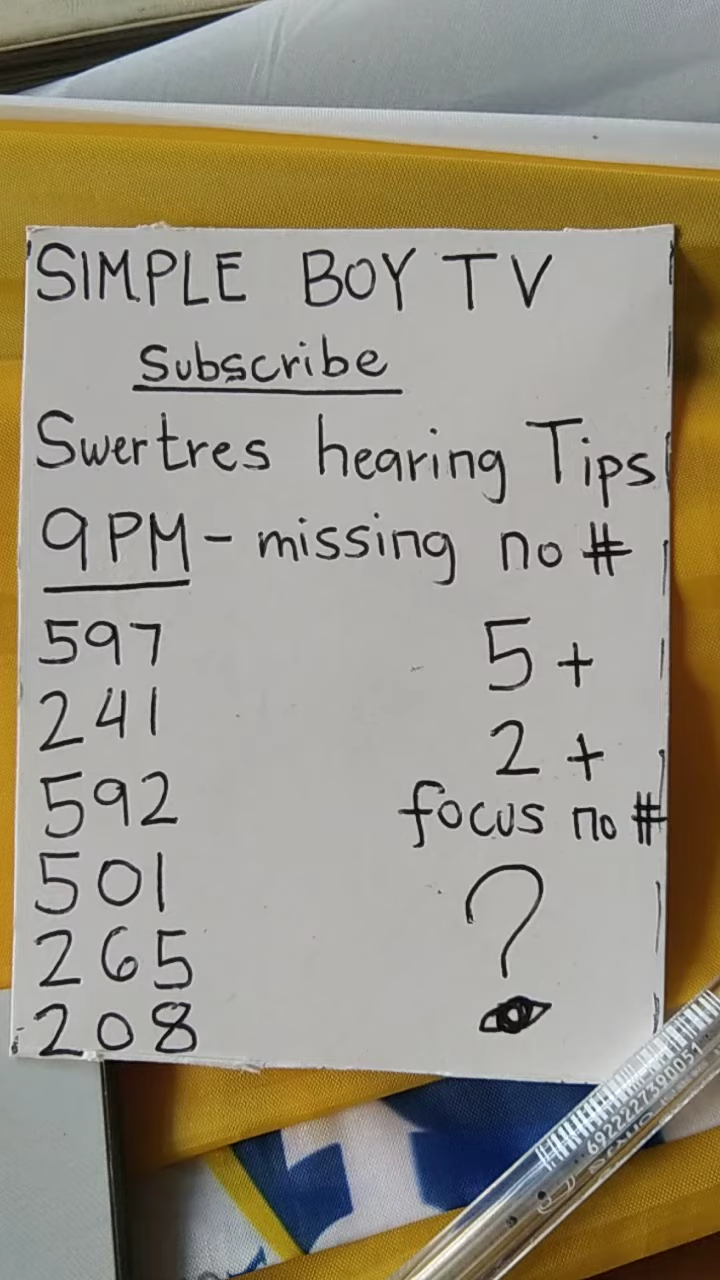 SIMPLE BOY TV
Subscribe
Swertres hearing Tips
9PM - missing no #
597
241
592
501
265
208
5 +
2 +
focus no #
?
6922227390051